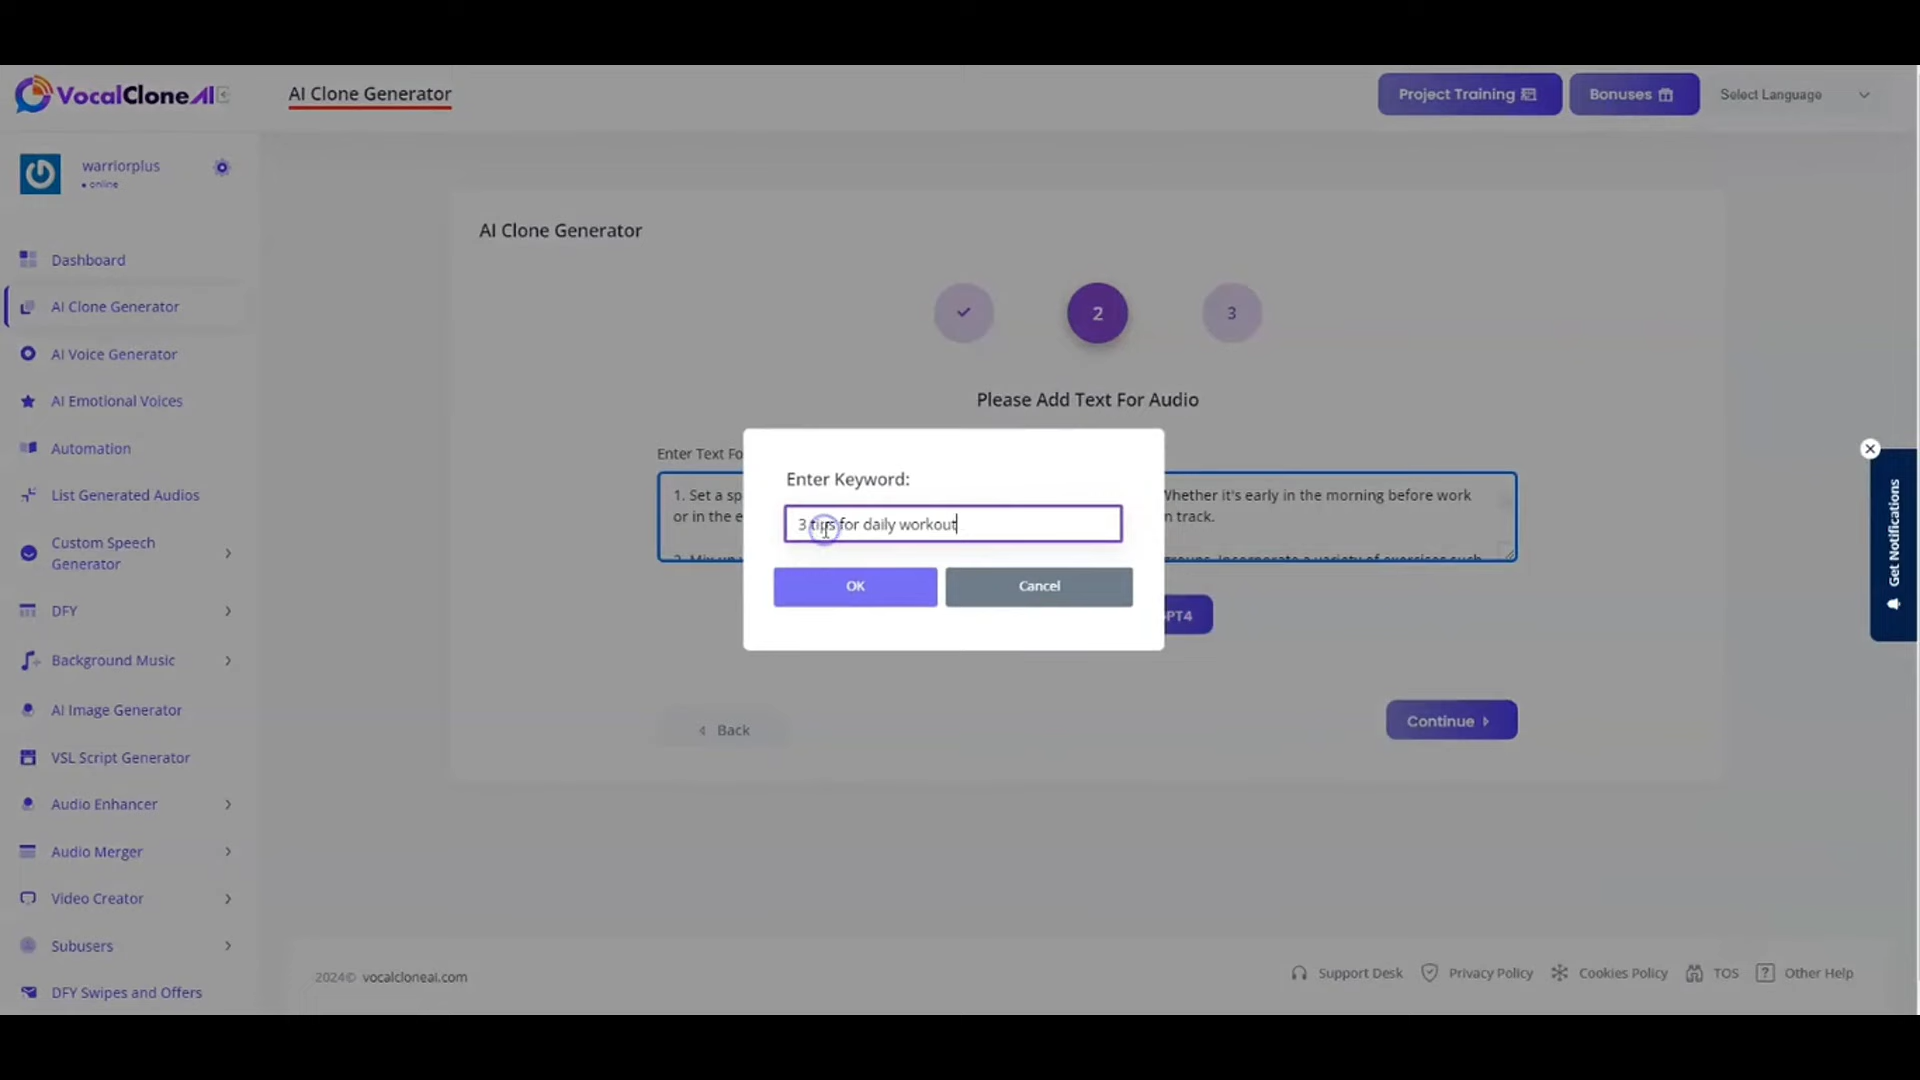 VocalCloneAI
AI Clone Generator
Project Training
Bonuses
Select Language
warriorplus
online
Dashboard
AI Clone Generator
AI Voice Generator
AI Emotional Voices
Automation
List Generated Audios
Custom Speech
Generator
DFY
Background Music
AI Image Generator
VSL Script Generator
Audio Enhancer
Audio Merger
Video Creator
Subusers
DFY Swipes and Offers
AI Clone Generator
2
3
Please Add Text For Audio
Enter Text Fo
1. Set a sp Whether it's early in the morning before work
or in the e n track.
Enter Keyword:
3 tips for daily workout
OK
Cancel
PT4
Back
Continue
Get Notifications
2024© vocalcloneai.com
Support Desk
Privacy Policy
Cookies Policy
TOS
Other Help